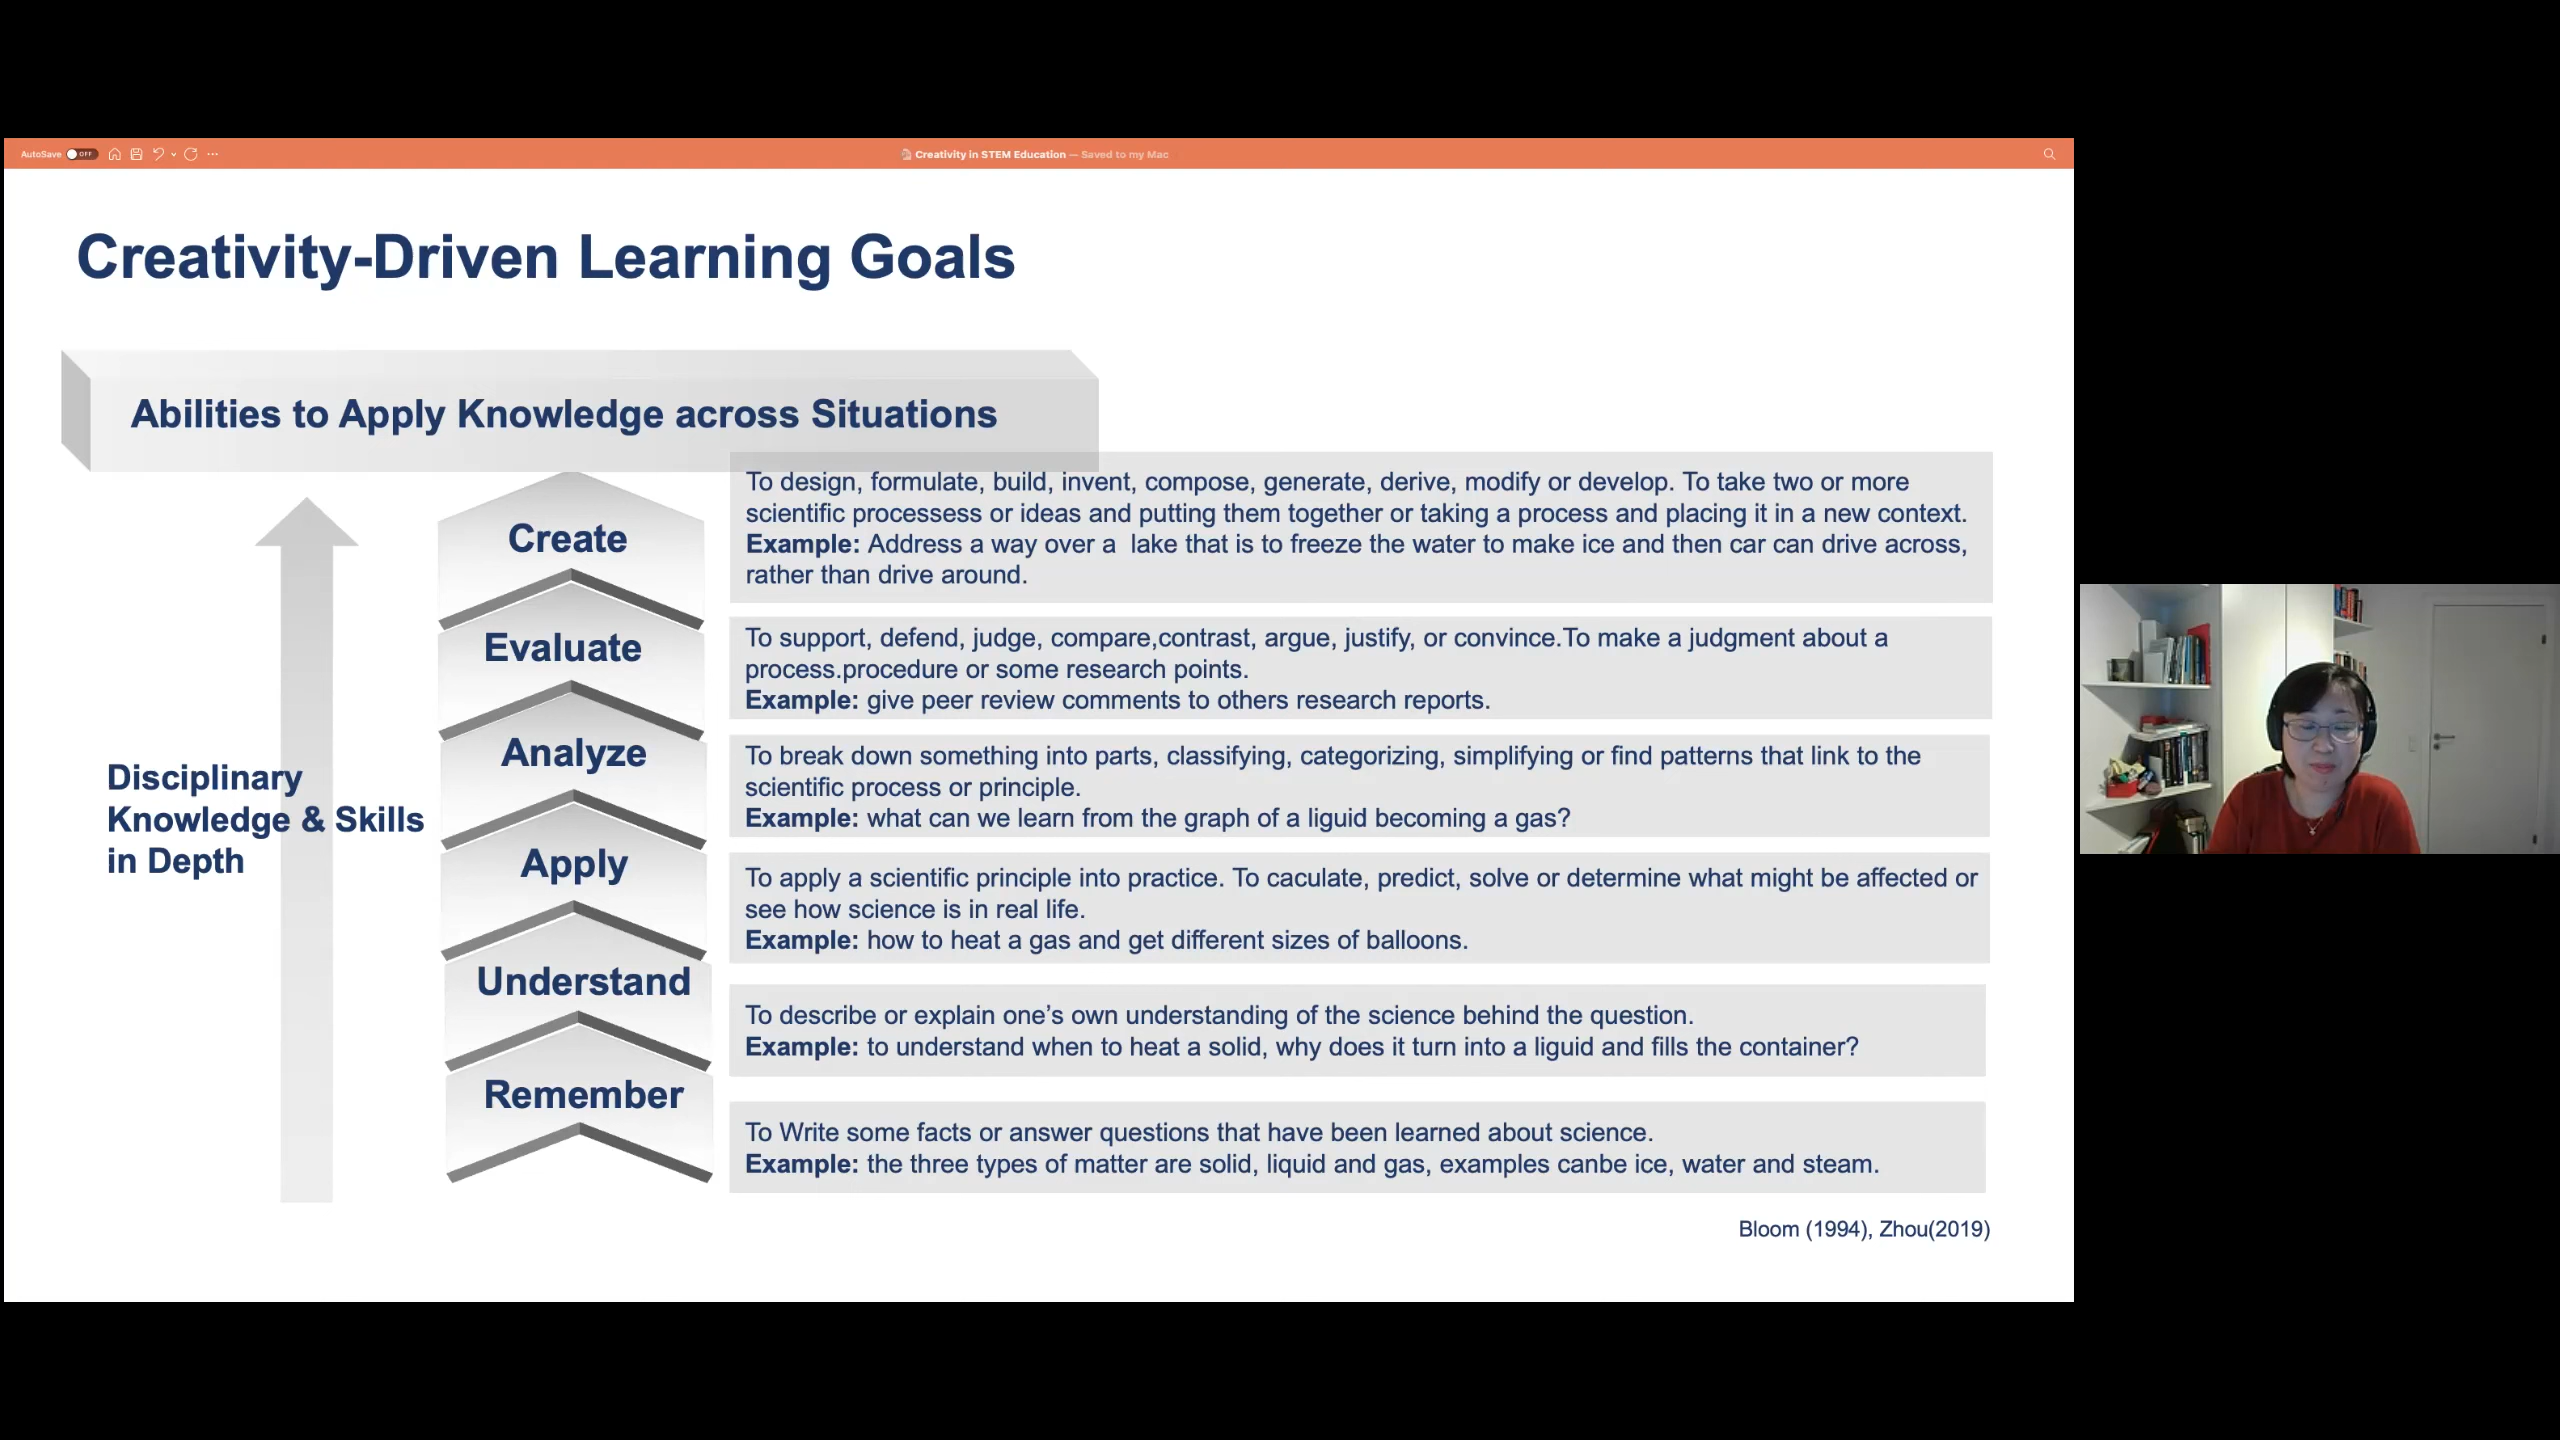 AutoSave OFF
Creativity in STEM Education — Saved to my Mac
Creativity-Driven Learning Goals
Abilities to Apply Knowledge across Situations
Disciplinary
Knowledge & Skills
in Depth
Create
To design, formulate, build, invent, compose, generate, derive, modify or develop. To take two or more
scientific processess or ideas and putting them together or taking a process and placing it in a new context.
Example: Address a way over a  lake that is to freeze the water to make ice and then car can drive across,
rather than drive around.
Evaluate
To support, defend, judge, compare,contrast, argue, justify, or convince.To make a judgment about a
process.procedure or some research points.
Example: give peer review comments to others research reports.
Analyze
To break down something into parts, classifying, categorizing, simplifying or find patterns that link to the
scientific process or principle.
Example: what can we learn from the graph of a liguid becoming a gas?
Apply
To apply a scientific principle into practice. To caculate, predict, solve or determine what might be affected or
see how science is in real life.
Example: how to heat a gas and get different sizes of balloons.
Understand
To describe or explain one’s own understanding of the science behind the question.
Example: to understand when to heat a solid, why does it turn into a liguid and fills the container?
Remember
To Write some facts or answer questions that have been learned about science.
Example: the three types of matter are solid, liquid and gas, examples canbe ice, water and steam.
Bloom (1994), Zhou(2019)